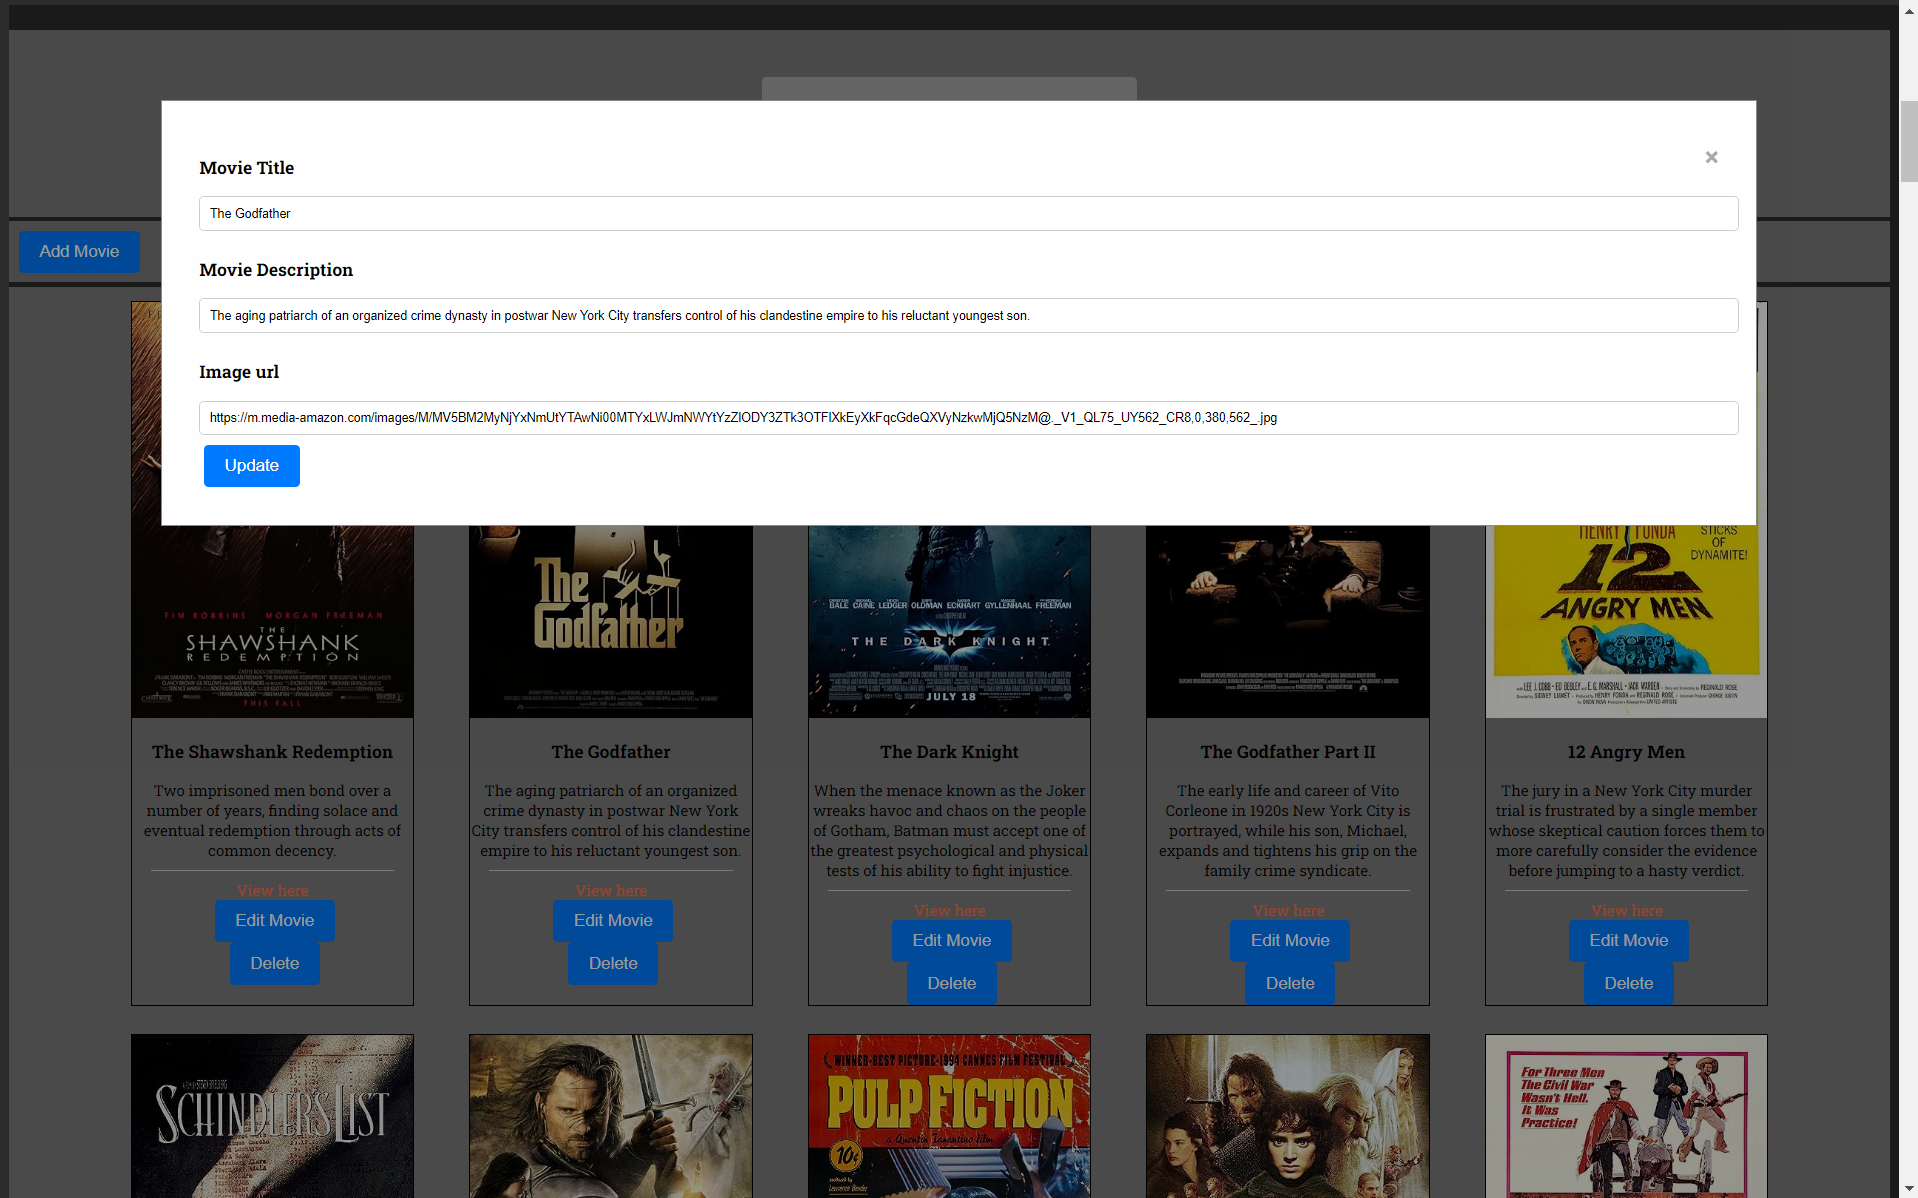 ×
Movie Title
The Godfather
Movie Description
The aging patriarch of an organized crime dynasty in postwar New York City transfers control of his clandestine empire to his reluctant youngest son.
Image url
https://m.media-amazon.com/images/M/MV5BM2MyNjYxNmUtYTAwNi00MTYxLWJmNWYtYzZlODY3ZTk3OTFlXkEyXkFqcGdeQXVyNzkwMjQ5NzM@._V1_QL75_UY562_CR8,0,380,562_.jpg
Update
Add Movie
TIM ROBBINS MORGAN FREEMAN
THE
SHAWSHANK
REDEMPTION
THIS FALL
The Shawshank Redemption
Two imprisoned men bond over a
number of years, finding solace and
eventual redemption through acts of
common decency.
View here
Edit Movie
Delete
The
Godfather
The Godfather
The aging patriarch of an organized
crime dynasty in postwar New York
City transfers control of his clandestine
empire to his reluctant youngest son.
View here
Edit Movie
Delete
BALE CAINE LEDGER OLDMAN ECKHART GYLLENHAAL FREEMAN
THE DARK KNIGHT
JULY 18
The Dark Knight
When the menace known as the Joker
wreaks havoc and chaos on the people
of Gotham, Batman must accept one of
the greatest psychological and physical
tests of his ability to fight injustice.
View here
Edit Movie
Delete
The Godfather Part II
The early life and career of Vito
Corleone in 1920s New York City is
portrayed, while his son, Michael,
expands and tightens his grip on the
family crime syndicate.
View here
Edit Movie
Delete
HENRY FONDA
STICKS
OF
DYNAMITE!
12
ANGRY MEN
LEE J. COBB · ED BEGLEY · E.G. MARSHALL · JACK WARDEN
12 Angry Men
The jury in a New York City murder
trial is frustrated by a single member
whose skeptical caution forces them to
more carefully consider the evidence
before jumping to a hasty verdict.
View here
Edit Movie
Delete
SCHINDLER'S LIST
WINNER-BEST PICTURE-1994 CANNES FILM FESTIVAL
PULP FICTION
a Quentin Tarantino film
10¢
produced by
Lawrence Bender
For Three Men
The Civil War
Wasn't Hell.
It Was
Practice!